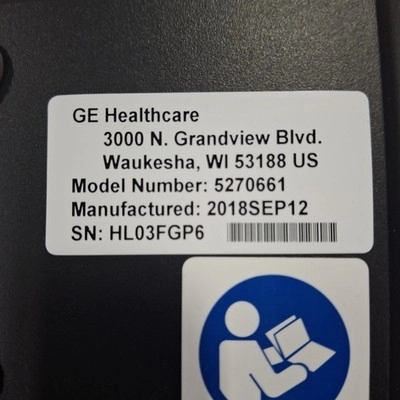 GE Healthcare
3000 N. Grandview Blvd.
Waukesha, WI 53188 US
Model Number: 5270661
Manufactured: 2018SEP12
SN: HL03FGP6